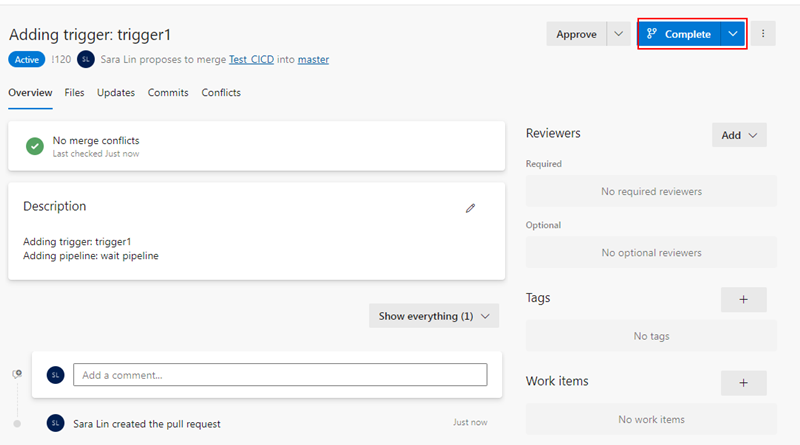 Adding trigger: trigger1
Approve
Complete
Active !120 SL Sara Lin proposes to merge Test_CICD into master
Overview Files Updates Commits Conflicts
No merge conflicts
Last checked Just now
Description
Adding trigger: trigger1
Adding pipeline: wait pipeline
Show everything (1)
SL Add a comment...
SL Sara Lin created the pull request Just now
Reviewers Add
Required
No required reviewers
Optional
No optional reviewers
Tags
No tags
Work items
No work items